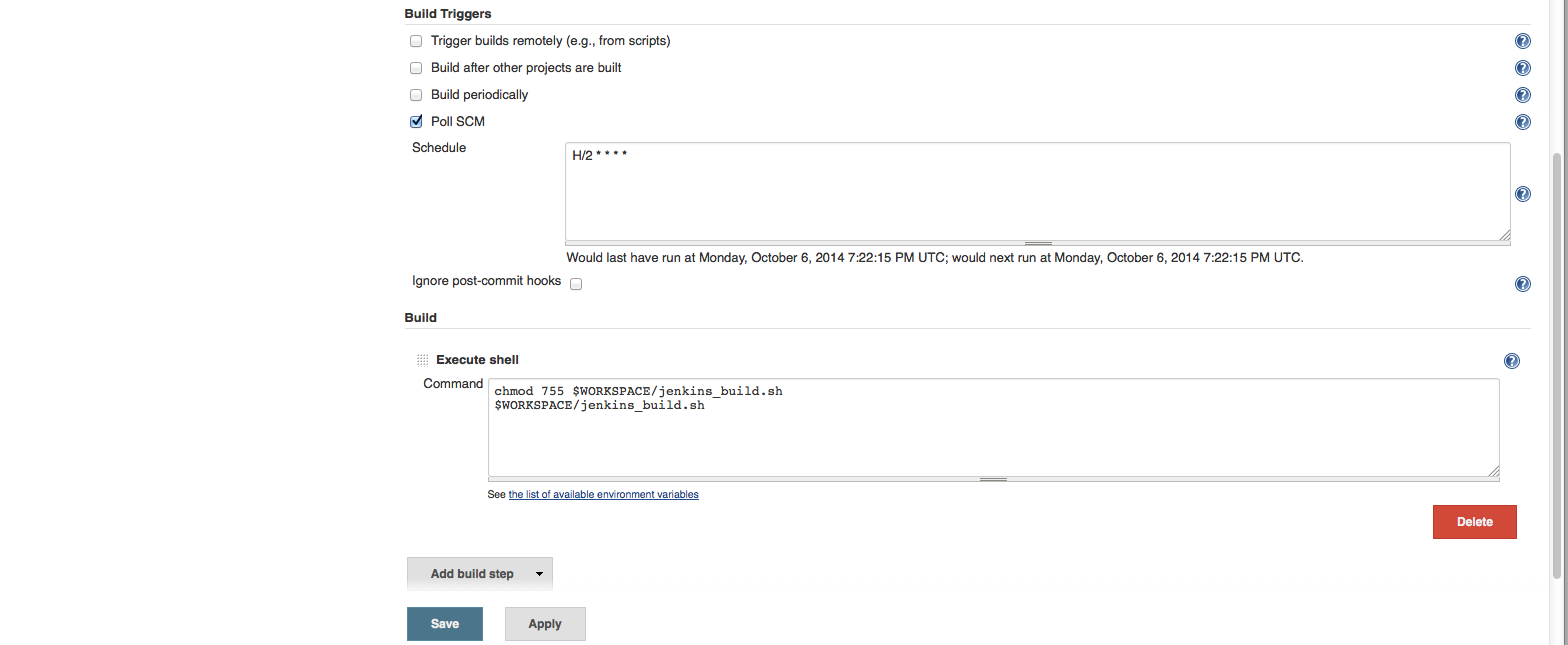 Build Triggers
Trigger builds remotely (e.g., from scripts)
Build after other projects are built
Build periodically
Poll SCM
Schedule
H/2 * * * *
Would last have run at Monday, October 6, 2014 7:22:15 PM UTC; would next run at Monday, October 6, 2014 7:22:15 PM UTC.
Ignore post-commit hooks
Build
Execute shell
Command
chmod 755 $WORKSPACE/jenkins_build.sh
$WORKSPACE/jenkins_build.sh
See the list of available environment variables
Delete
Add build step
Save Apply